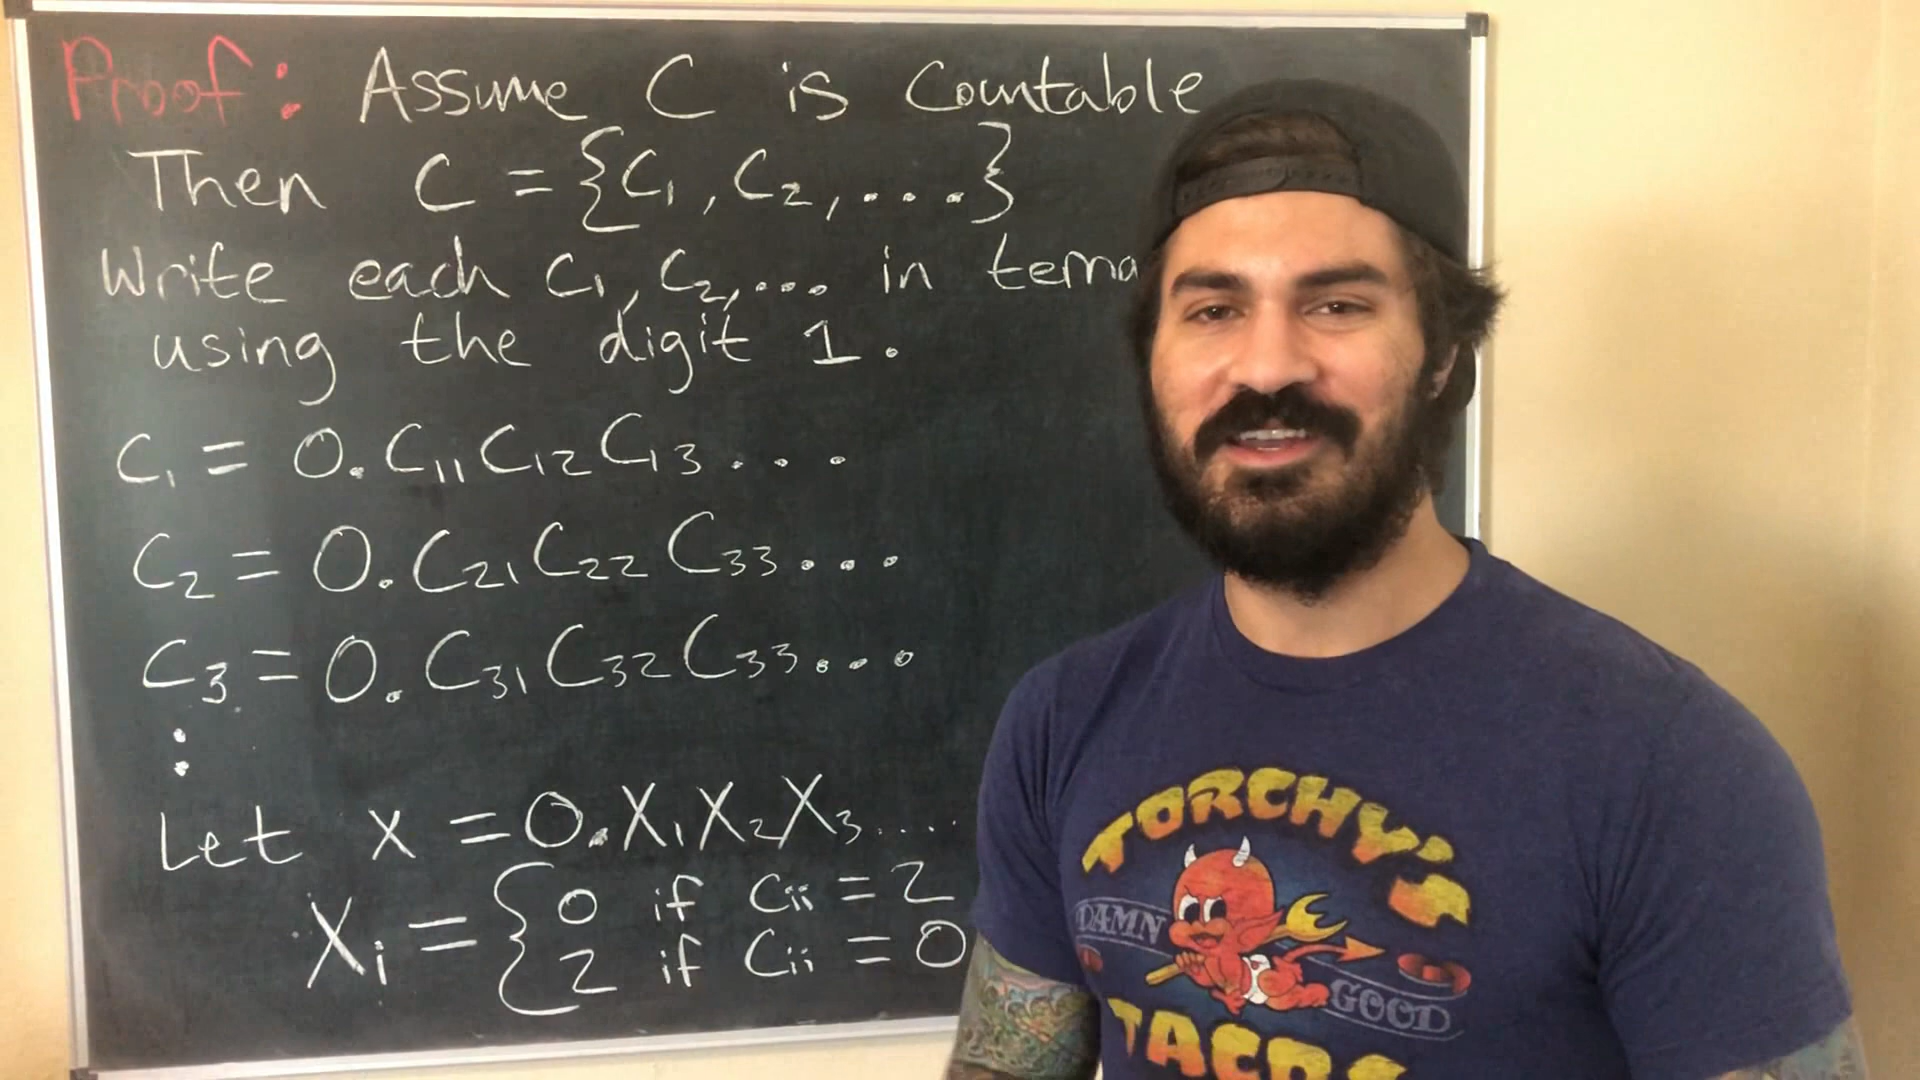 Proof: Assume C is Countable
Then C = {C₁, C₂, ....}
Write each C₁, C₂, ... in terna
using the digit 1.
C₁ = 0.C₁₁C₁₂C₁₃...
C₂ = 0.C₂₁C₂₂C₃₃...
C₃ = 0.C₃₁C₃₂C₃₃...
⋮
Let x = 0.X₁X₂X₃....
Xᵢ = { 0 if Cᵢᵢ = 2
2 if Cᵢᵢ = 0
TORCHY'S
DAMN
GOOD
TACOS